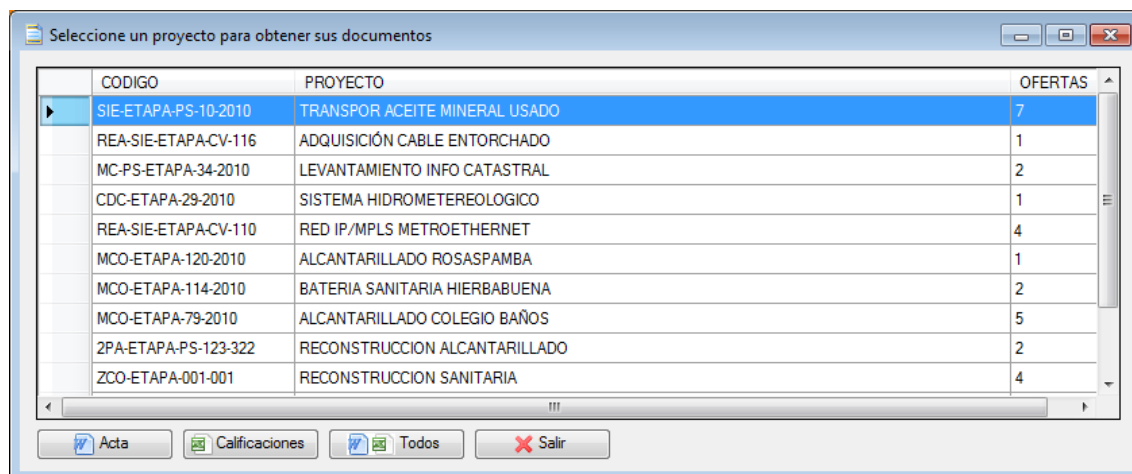 Seleccione un proyecto para obtener sus documentos
CODIGO PROYECTO OFERTAS
SIE-ETAPA-PS-10-2010 TRANSPOR ACEITE MINERAL USADO 7
REA-SIE-ETAPA-CV-116 ADQUISICIÓN CABLE ENTORCHADO 1
MC-PS-ETAPA-34-2010 LEVANTAMIENTO INFO CATASTRAL 2
CDC-ETAPA-29-2010 SISTEMA HIDROMETEREOLOGICO 1
REA-SIE-ETAPA-CV-110 RED IP/MPLS METROETHERNET 4
MCO-ETAPA-120-2010 ALCANTARILLADO ROSASPAMBA 1
MCO-ETAPA-114-2010 BATERIA SANITARIA HIERBABUENA 2
MCO-ETAPA-79-2010 ALCANTARILLADO COLEGIO BAÑOS 5
2PA-ETAPA-PS-123-322 RECONSTRUCCION ALCANTARILLADO 2
ZCO-ETAPA-001-001 RECONSTRUCCION SANITARIA 4
Acta Calificaciones Todos Salir